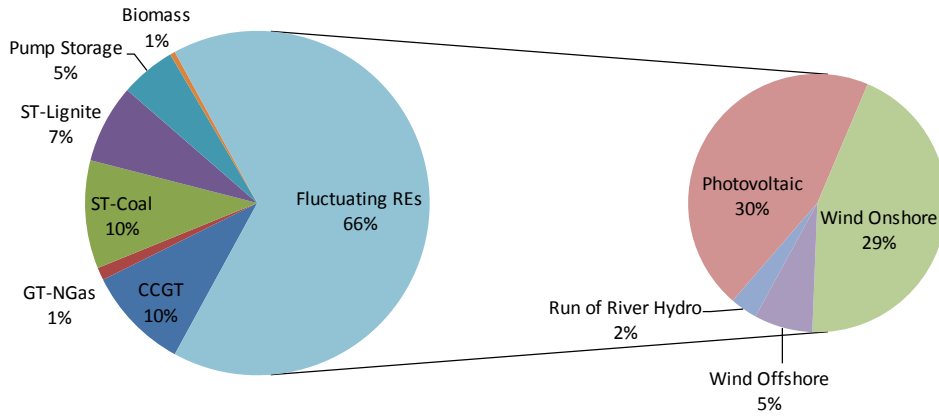 Biomass
1%
Pump Storage
5%
ST-Lignite
7%
ST-Coal
10%
GT-NGas
1%
CCGT
10%
Fluctuating REs
66%
Photovoltaic
30%
Wind Onshore
29%
Run of River Hydro
2%
Wind Offshore
5%